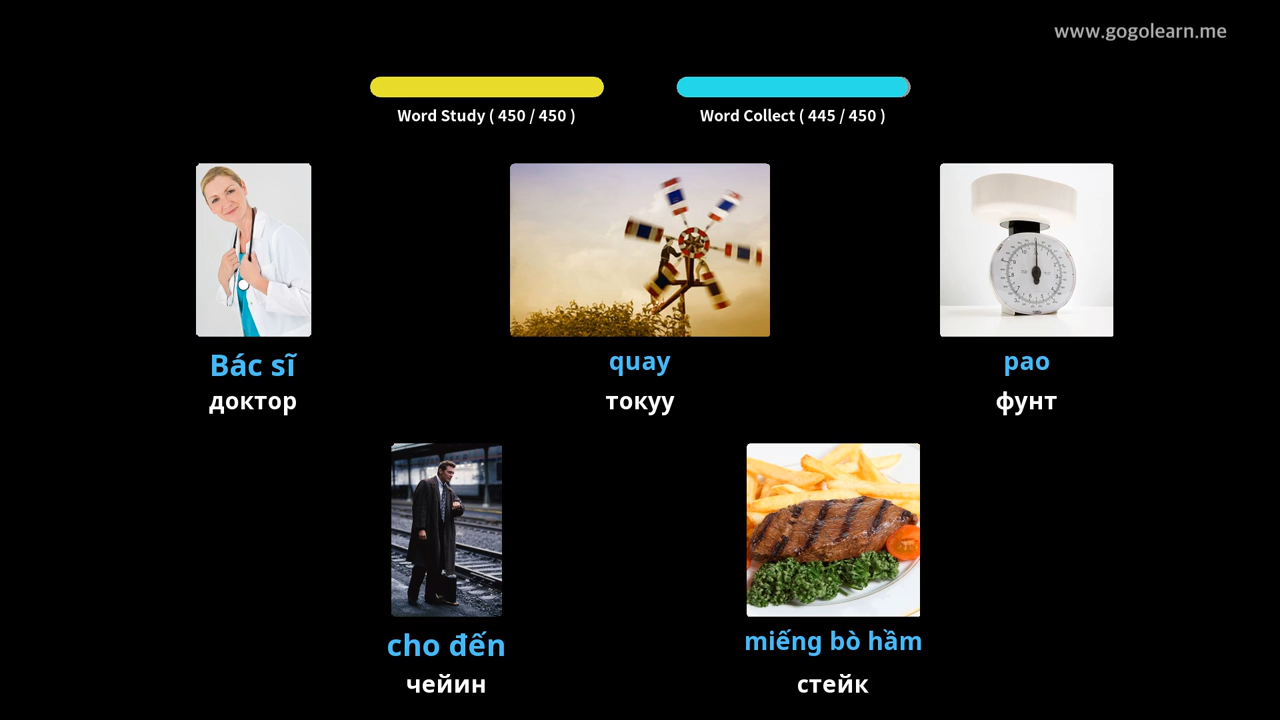 www.gogolearn.me
Word Study ( 450 / 450 )
Word Collect ( 445 / 450 )
Bác sĩ
доктор
quay
токуу
pao
фунт
cho đến
чейин
miếng bò hầm
стейк